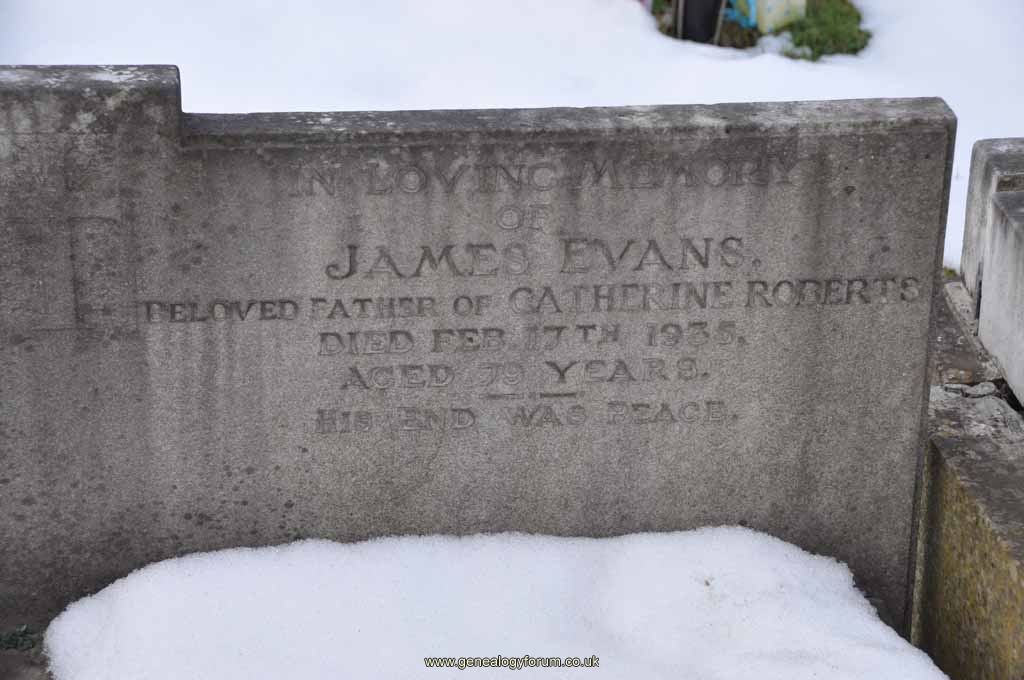 IN LOVING MEMORY
OF
JAMES EVANS.
BELOVED FATHER OF CATHERINE ROBERTS
DIED FEB 17TH 1935.
AGED 79 YEARS.
HIS END WAS PEACE.
www.genealogyforum.co.uk